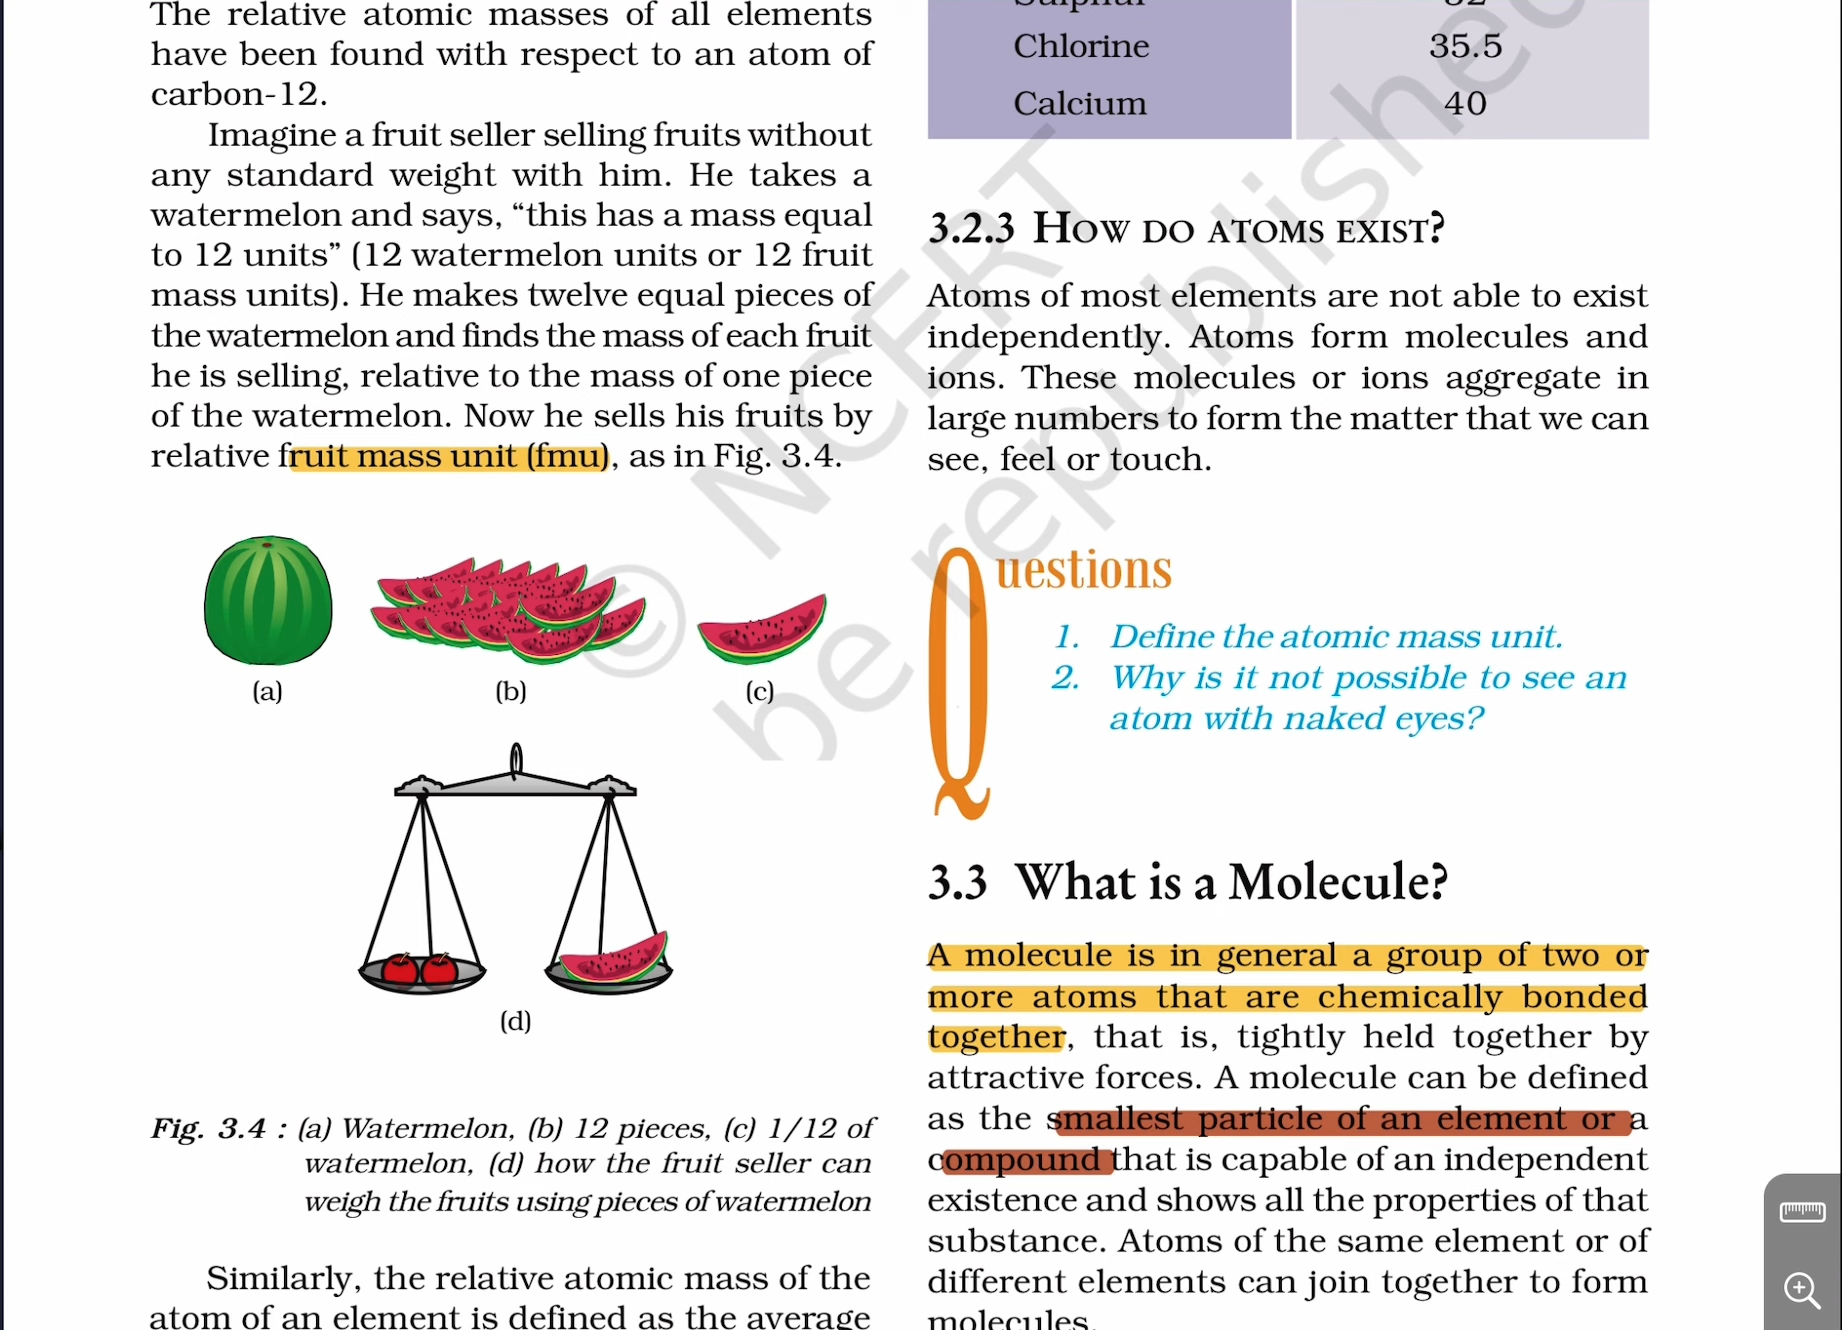 The relative atomic masses of all elements
have been found with respect to an atom of
carbon-12.
Imagine a fruit seller selling fruits without
any standard weight with him. He takes a
watermelon and says, “this has a mass equal
to 12 units” (12 watermelon units or 12 fruit
mass units). He makes twelve equal pieces of
the watermelon and finds the mass of each fruit
he is selling, relative to the mass of one piece
of the watermelon. Now he sells his fruits by
relative fruit mass unit (fmu), as in Fig. 3.4.
(a)
(b)
(c)
(d)
Fig. 3.4 : (a) Watermelon, (b) 12 pieces, (c) 1/12 of
watermelon, (d) how the fruit seller can
weigh the fruits using pieces of watermelon
Similarly, the relative atomic mass of the
atom of an element is defined as the average
Sulphur 32
Chlorine 35.5
Calcium 40
3.2.3 HOW DO ATOMS EXIST?
Atoms of most elements are not able to exist
independently. Atoms form molecules and
ions. These molecules or ions aggregate in
large numbers to form the matter that we can
see, feel or touch.
Questions
1. Define the atomic mass unit.
2. Why is it not possible to see an
atom with naked eyes?
3.3 What is a Molecule?
A molecule is in general a group of two or
more atoms that are chemically bonded
together, that is, tightly held together by
attractive forces. A molecule can be defined
as the smallest particle of an element or a
compound that is capable of an independent
existence and shows all the properties of that
substance. Atoms of the same element or of
different elements can join together to form
molecules.
© NCERT
be republished